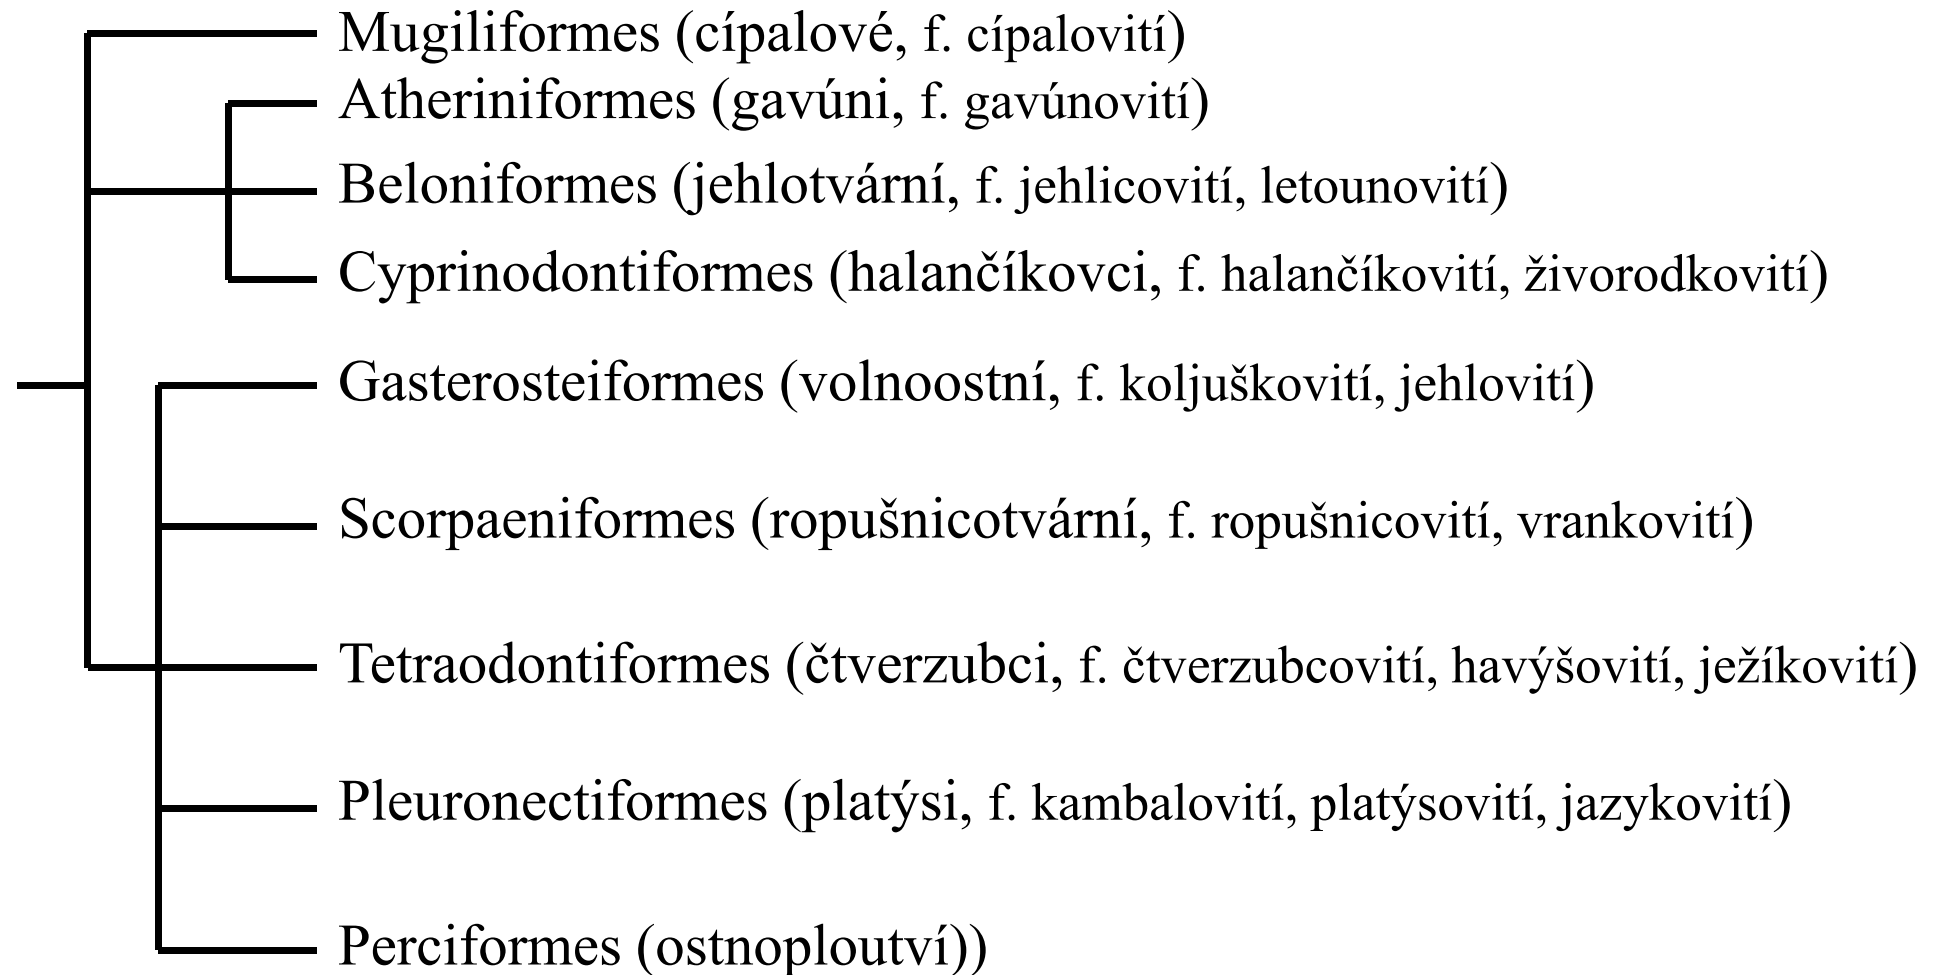 Mugiliformes (cípalové, f. cípalovití)
Atheriniformes (gavúni, f. gavúnovití)
Beloniformes (jehlotvární, f. jehlicovití, letounovití)
Cyprinodontiformes (halančíkovci, f. halančíkovití, živorodkovití)
Gasterosteiformes (volnoostní, f. koljuškovití, jehlovití)
Scorpaeniformes (ropušnicotvární, f. ropušnicovití, vrankovití)
Tetraodontiformes (čtverzubci, f. čtverzubcovití, havýšovití, ježíkovití)
Pleuronectiformes (platýsi, f. kambalovití, platýsovití, jazykovití)
Perciformes (ostnoploutví))